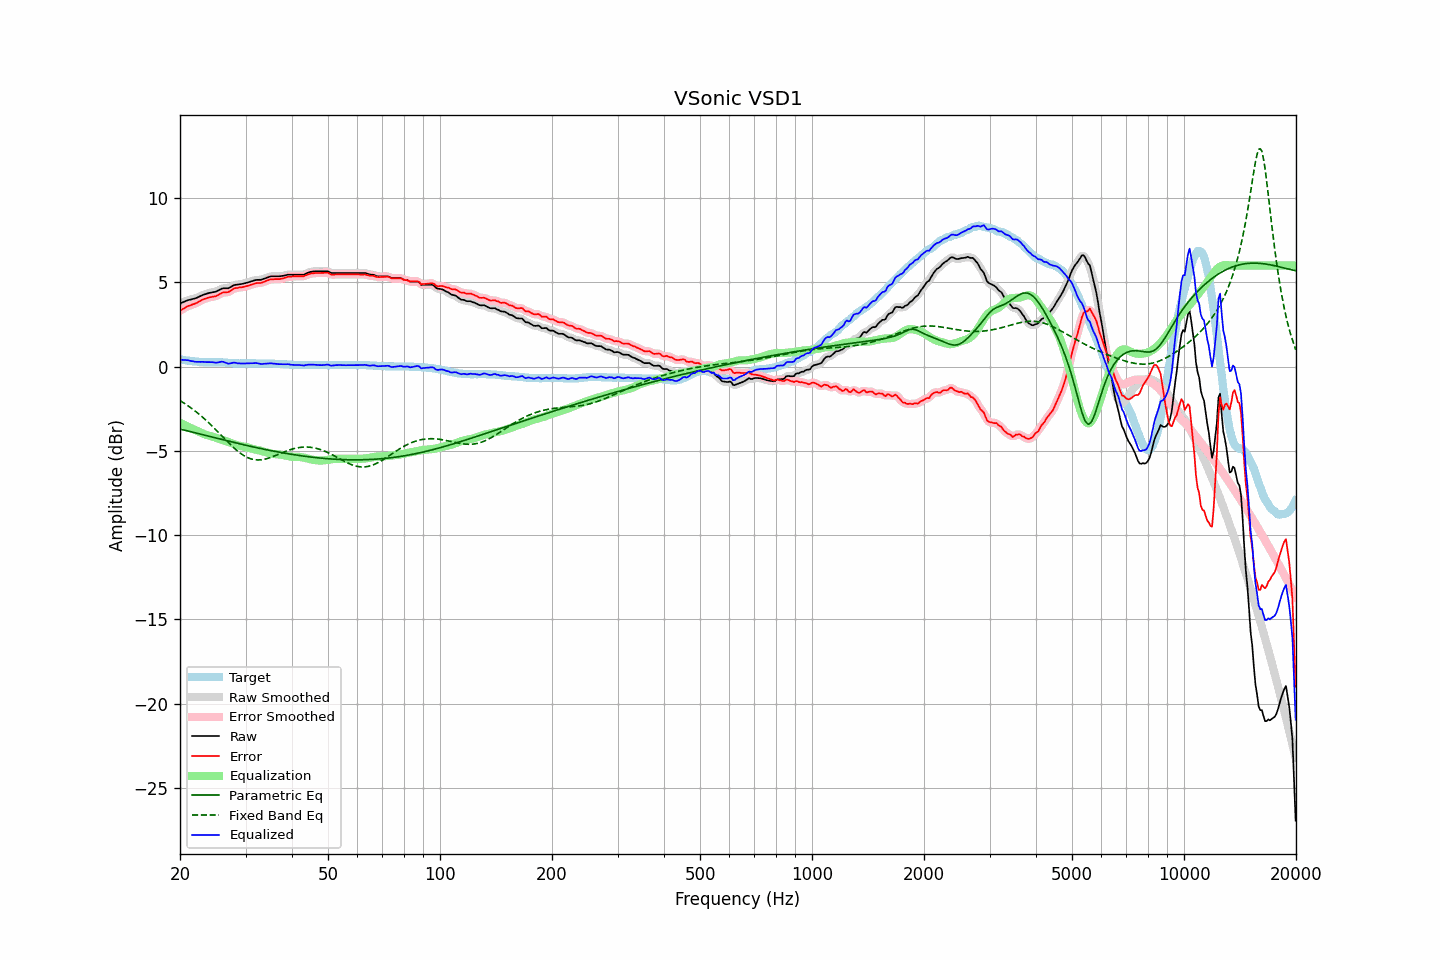 VSonic VSD1
Amplitude (dBr)
10
5
0
−5
−10
−15
−20
−25
Target
Raw Smoothed
Error Smoothed
Raw
Error
Equalization
Parametric Eq
Fixed Band Eq
Equalized
20 50 100 200 500 1000 2000 5000 10000 20000
Frequency (Hz)